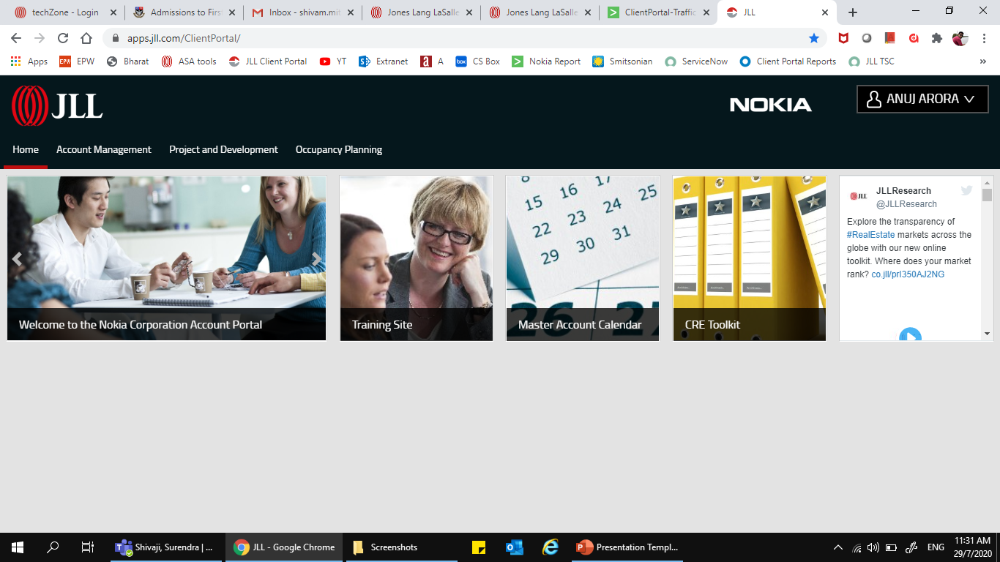 techZone - Login
Admissions to Firs
Inbox - shivam.mit
Jones Lang LaSalle
Jones Lang LaSalle
ClientPortal-Traffic
JLL
apps.jll.com/ClientPortal/
Apps
EPW EPW
Bharat
ASA tools
JLL Client Portal
YT
Extranet
a A
box CS Box
Nokia Report
Smitsonian
ServiceNow
Client Portal Reports
JLL TSC
JLL
NOKIA
ANUJ ARORA
Home
Account Management
Project and Development
Occupancy Planning
Welcome to the Nokia Corporation Account Portal
Training Site
8
17
15 16
24 25
22 23
29 30 31
26 27
Master Account Calendar
CRE Toolkit
JLL
JLLResearch
@JLLResearch
Explore the transparency of
#RealEstate markets across the
globe with our new online
toolkit. Where does your market
rank? co.jll/prI350AJ2NG
Shivaji, Surendra | ...
JLL - Google Chrome
Screenshots
Presentation Templ...
ENG
11:31 AM
29/7/2020